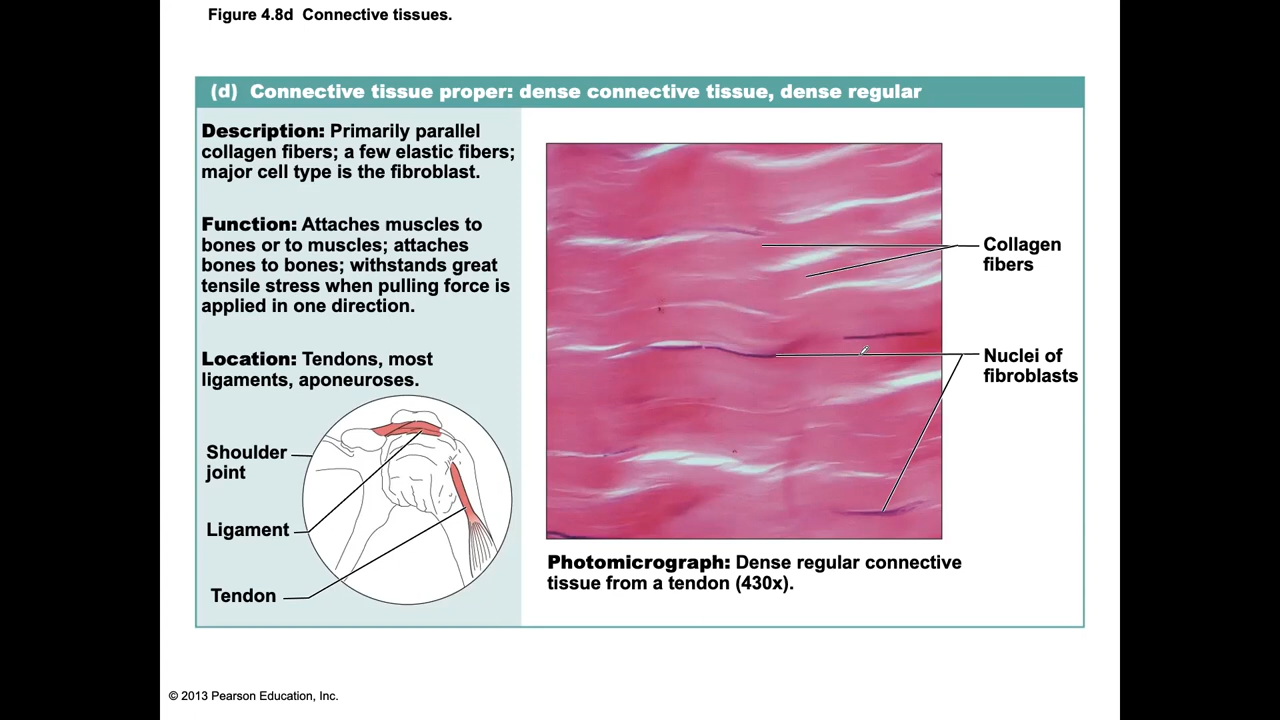 Figure 4.8d  Connective tissues.
(d)  Connective tissue proper: dense connective tissue, dense regular
Description: Primarily parallel
collagen fibers; a few elastic fibers;
major cell type is the fibroblast.
Function: Attaches muscles to
bones or to muscles; attaches
bones to bones; withstands great
tensile stress when pulling force is
applied in one direction.
Location: Tendons, most
ligaments, aponeuroses.
Shoulder
joint
Ligament
Tendon
Collagen
fibers
Nuclei of
fibroblasts
Photomicrograph: Dense regular connective
tissue from a tendon (430x).
© 2013 Pearson Education, Inc.